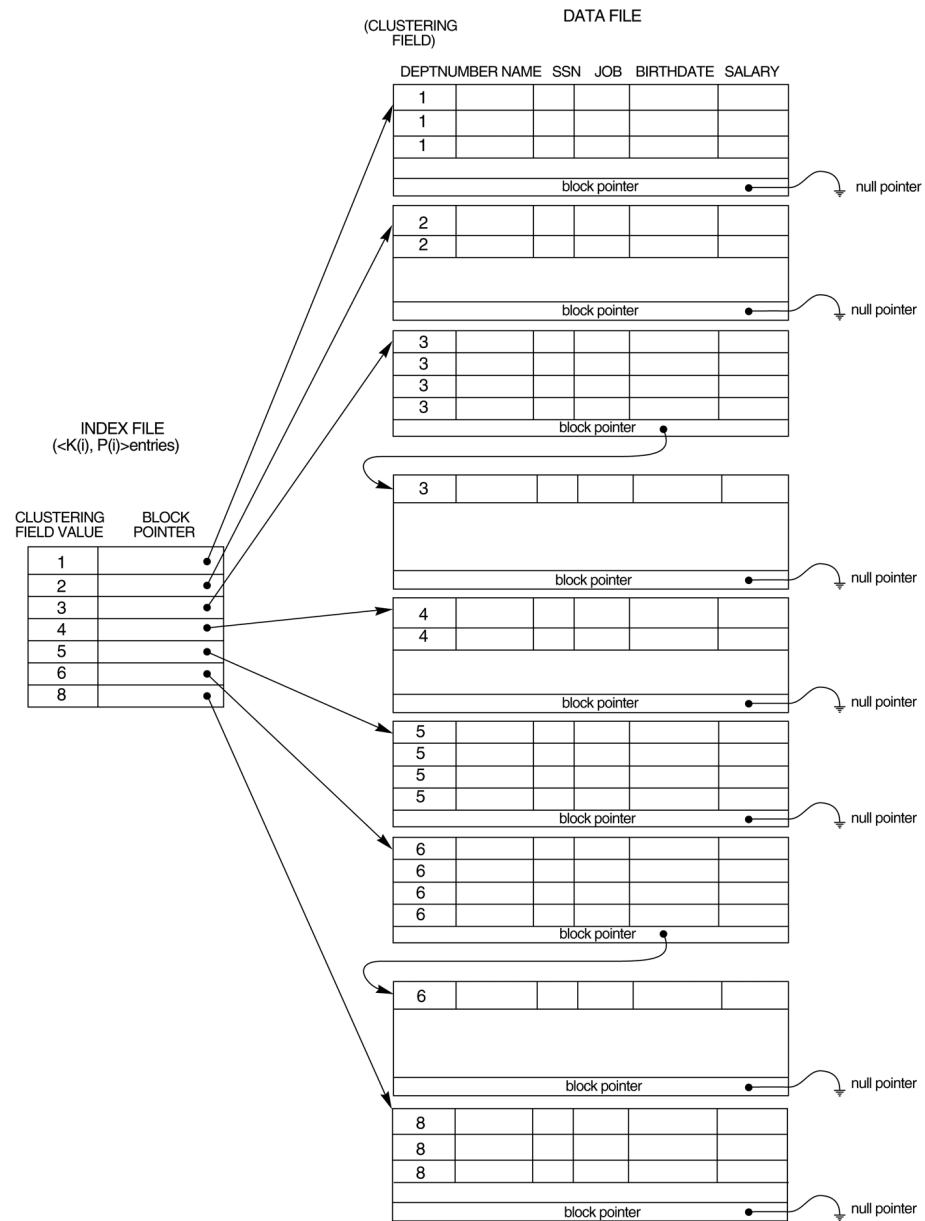 DATA FILE
(CLUSTERING
FIELD)
DEPTNUMBER NAME SSN JOB BIRTHDATE SALARY
1
1
1
block pointer
null pointer
2
2
block pointer
null pointer
3
3
3
3
block pointer
INDEX FILE
(<K(i), P(i)>entries)
3
block pointer
null pointer
CLUSTERING BLOCK
FIELD VALUE POINTER
1
2
3
4
5
6
8
4
4
block pointer
null pointer
5
5
5
5
block pointer
null pointer
6
6
6
6
block pointer
6
block pointer
null pointer
8
8
8
block pointer
null pointer